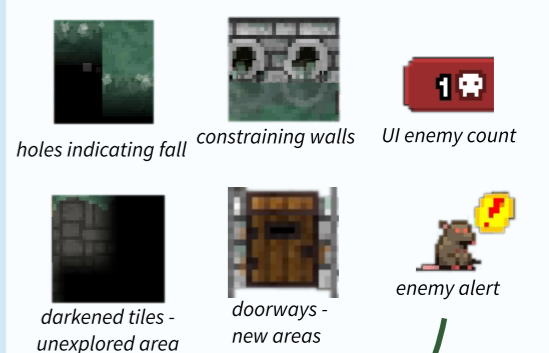 1
holes indicating fall
constraining walls
UI enemy count
!
darkened tiles -
unexplored area
doorways -
new areas
enemy alert